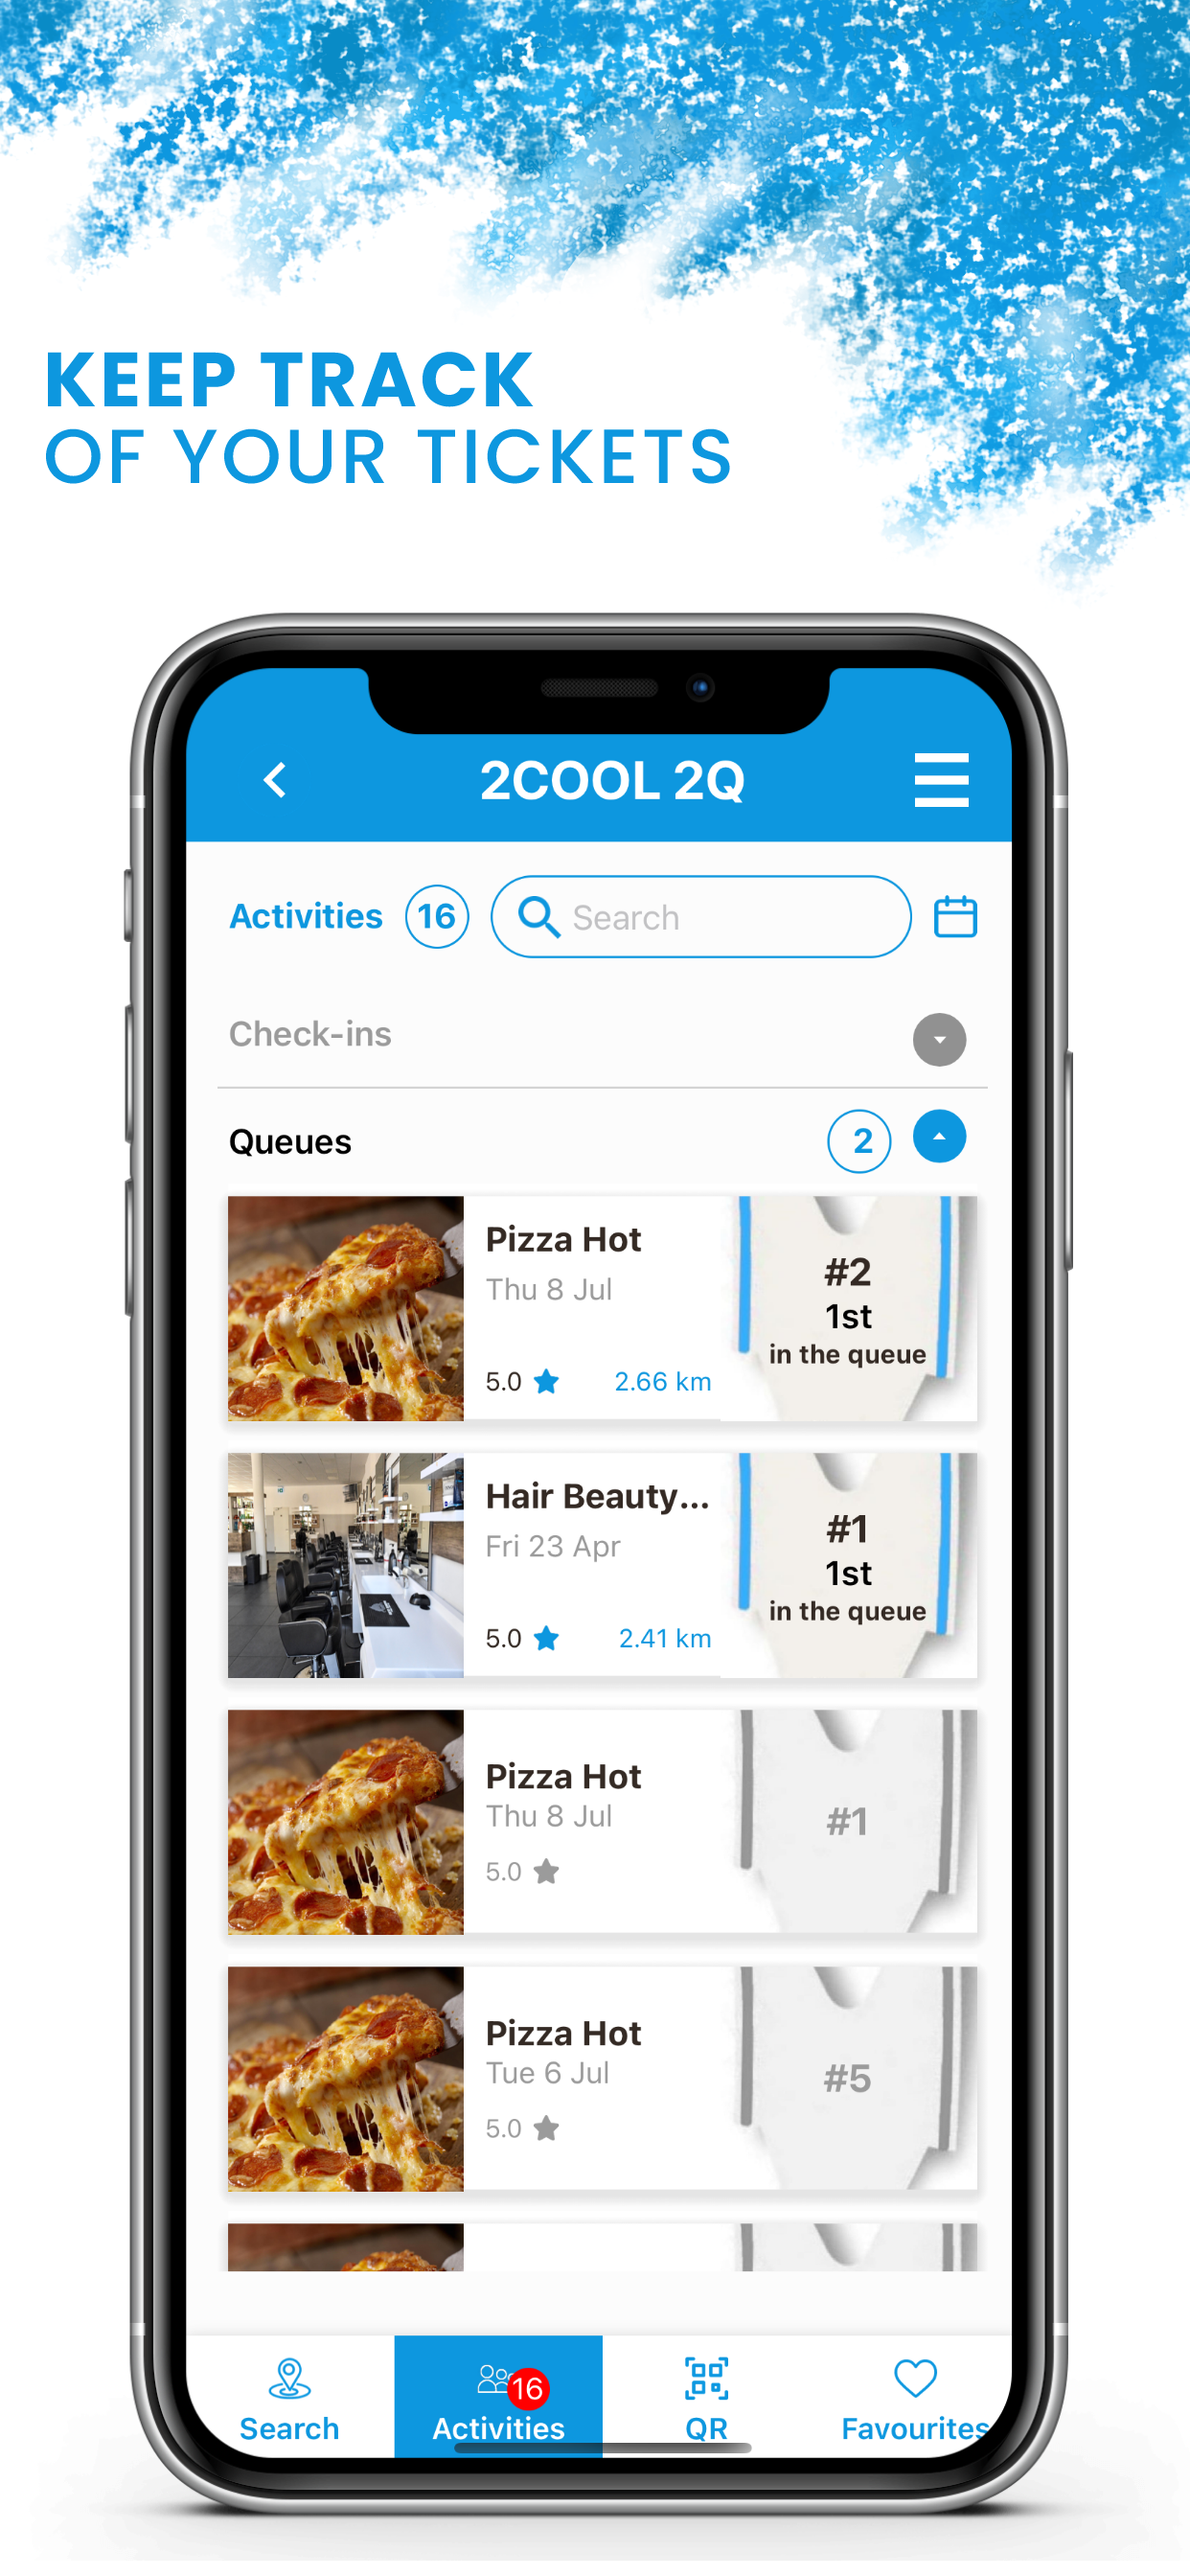 KEEP TRACK
OF YOUR TICKETS
2COOL 2Q
Activities 16 Search
Check-ins
Queues 2
Pizza Hot
Thu 8 Jul
5.0 2.66 km
#2
1st
in the queue
Hair Beauty...
Fri 23 Apr
5.0 2.41 km
#1
1st
in the queue
Pizza Hot
Thu 8 Jul
5.0
#1
Pizza Hot
Tue 6 Jul
5.0
#5
16
Search Activities QR Favourites